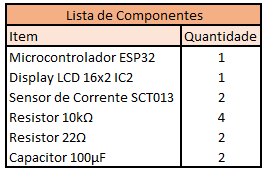 Lista de Componentes
Item Quantidade
Microcontrolador ESP32 1
Display LCD 16x2 IC2 1
Sensor de Corrente SCT013 2
Resistor 10kΩ 4
Resistor 22Ω 2
Capacitor 100µF 2